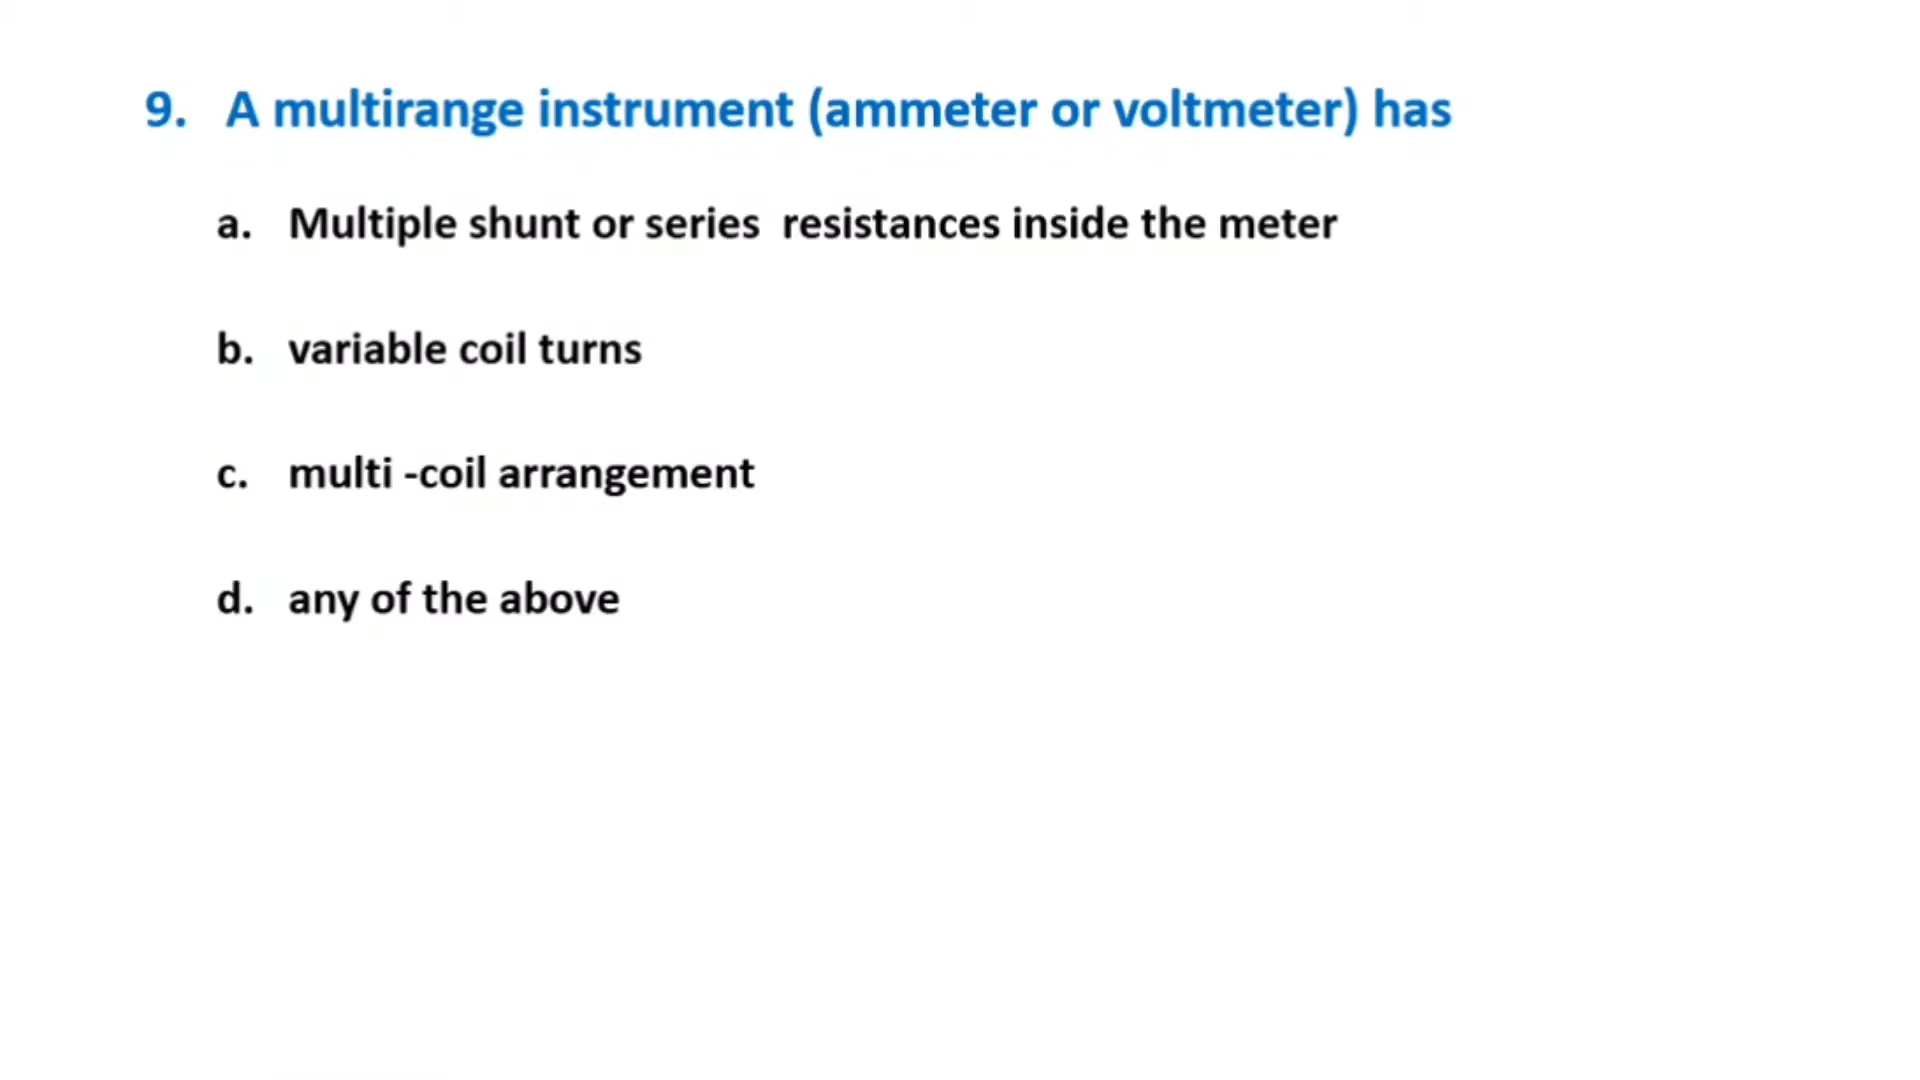 9. A multirange instrument (ammeter or voltmeter) has
a. Multiple shunt or series resistances inside the meter
b. variable coil turns
c. multi -coil arrangement
d. any of the above